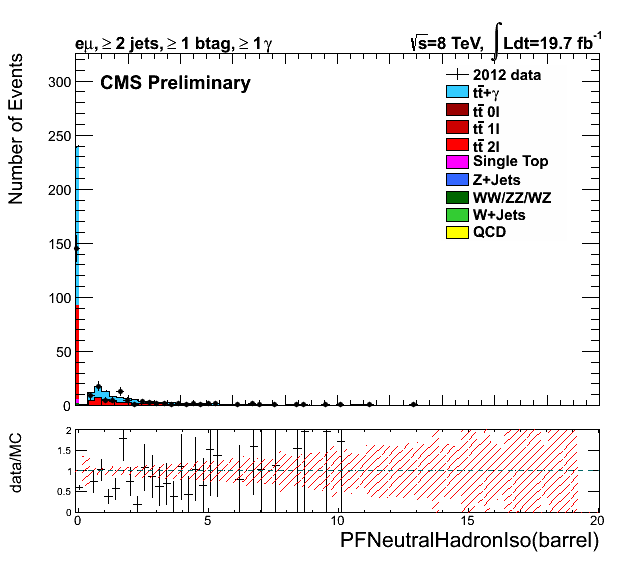 eμ, ≥ 2 jets, ≥ 1 btag, ≥ 1 γ
√s=8 TeV, ∫ Ldt=19.7 fb⁻¹
CMS Preliminary
2012 data
tt̄+γ
tt̄ 0l
tt̄ 1l
tt̄ 2l
Single Top
Z+Jets
WW/ZZ/WZ
W+Jets
QCD
Number of Events
300
250
200
150
100
50
0
data/MC
2
1.5
1
0.5
0
0 5 10 15 20
PFNeutralHadronIso(barrel)